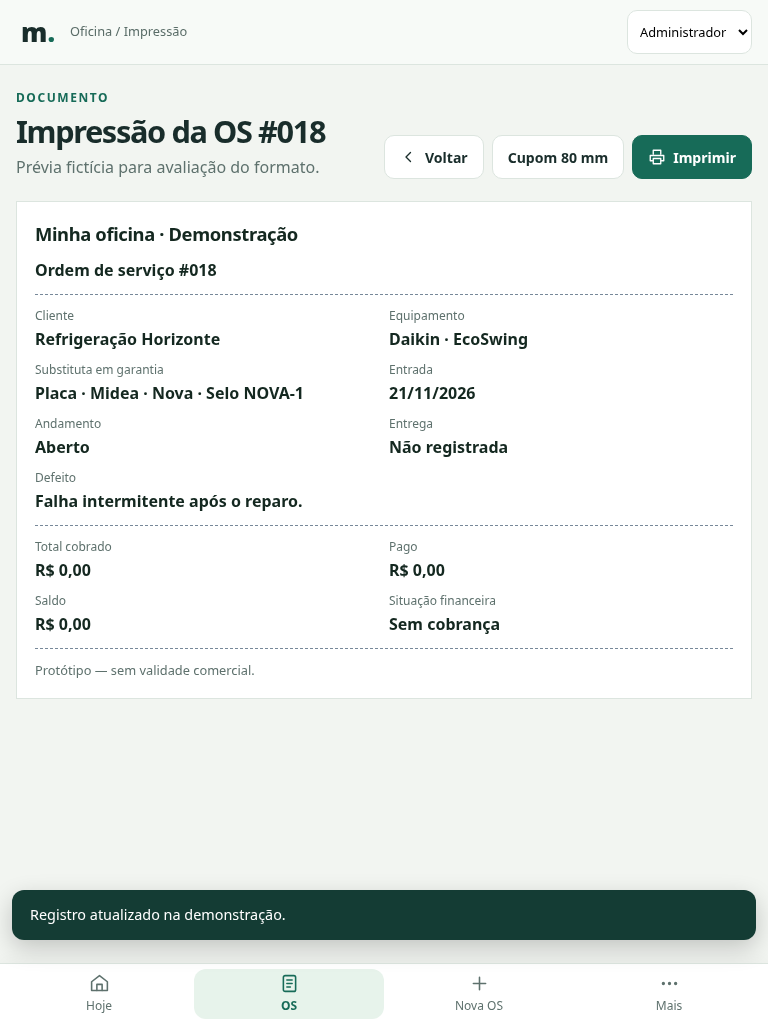 m. Oficina / Impressão Administrador
DOCUMENTO
Impressão da OS #018
Prévia fictícia para avaliação do formato.
Voltar Cupom 80 mm Imprimir
Minha oficina · Demonstração
Ordem de serviço #018
Cliente Equipamento
Refrigeração Horizonte Daikin · EcoSwing
Substituta em garantia Entrada
Placa · Midea · Nova · Selo NOVA-1 21/11/2026
Andamento Entrega
Aberto Não registrada
Defeito
Falha intermitente após o reparo.
Total cobrado Pago
R$ 0,00 R$ 0,00
Saldo Situação financeira
R$ 0,00 Sem cobrança
Protótipo — sem validade comercial.
Registro atualizado na demonstração.
Hoje OS Nova OS Mais